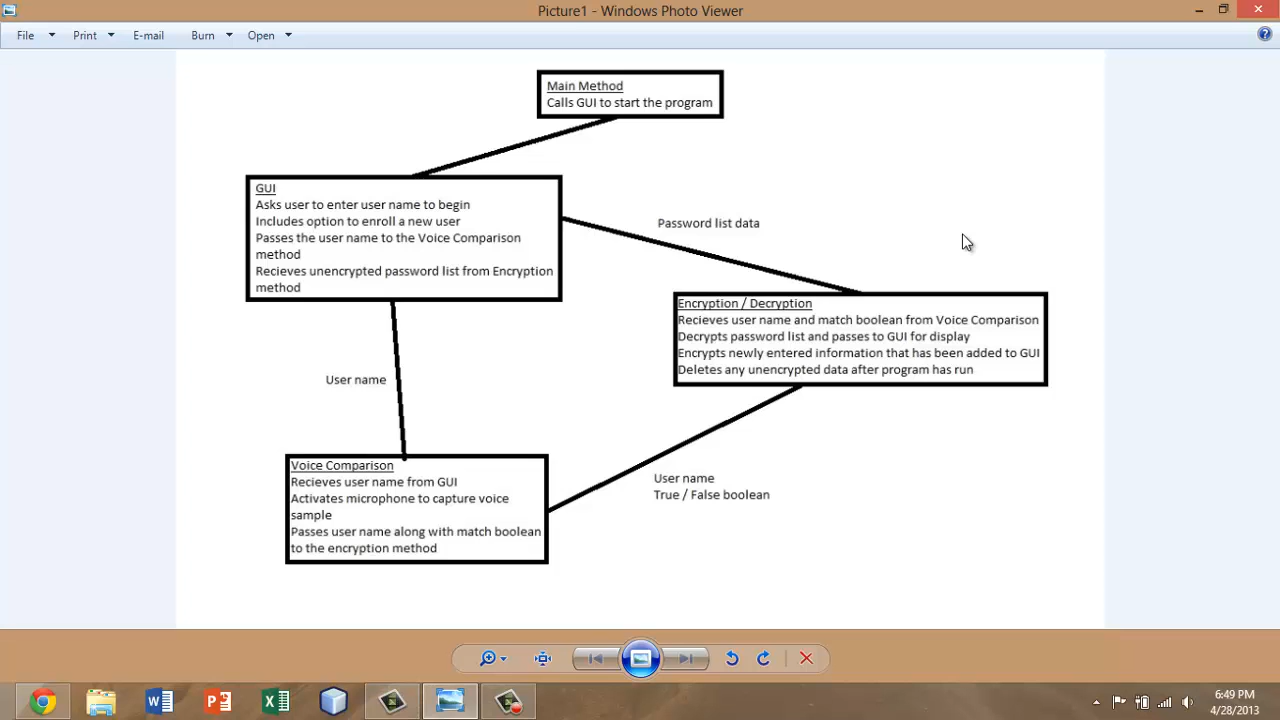 Picture1 - Windows Photo Viewer
File
Print
E-mail
Burn
Open
Main Method
Calls GUI to start the program
GUI
Asks user to enter user name to begin
Includes option to enroll a new user
Passes the user name to the Voice Comparison
method
Recieves unencrypted password list from Encryption
method
Password list data
Encryption / Decryption
Recieves user name and match boolean from Voice Comparison
Decrypts password list and passes to GUI for display
Encrypts newly entered information that has been added to GUI
Deletes any unencrypted data after program has run
User name
Voice Comparison
Recieves user name from GUI
Activates microphone to capture voice
sample
Passes user name along with match boolean
to the encryption method
User name
True / False boolean
6:49 PM
4/28/2013